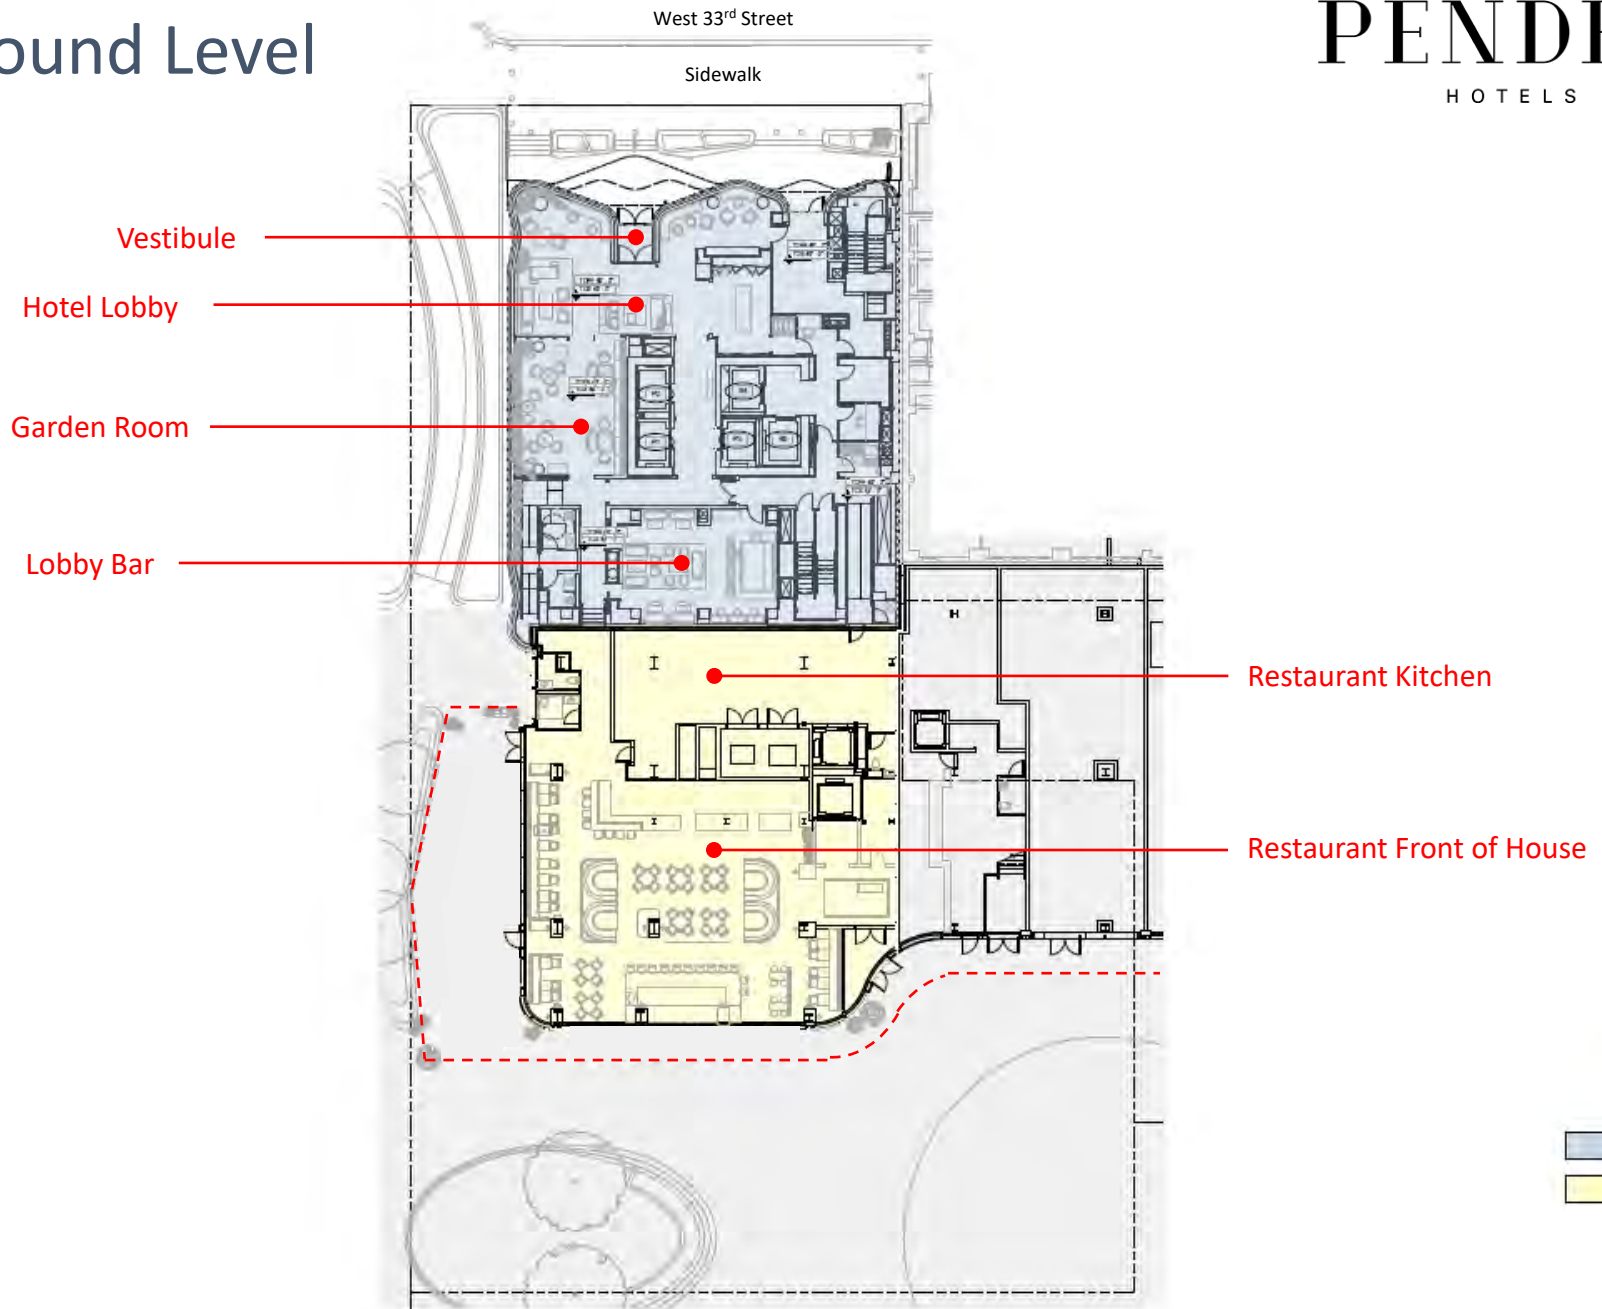 West 33rd Street
ound Level
PENDR
HOTELS
Sidewalk
Vestibule
Hotel Lobby
Garden Room
Lobby Bar
Restaurant Kitchen
Restaurant Front of House